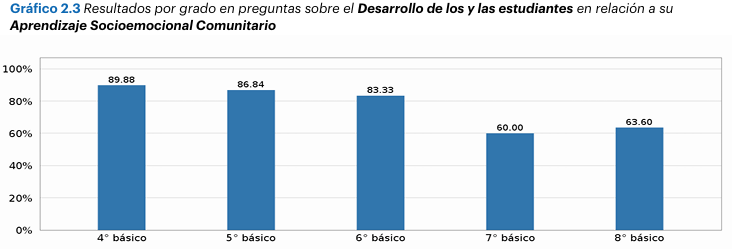 Gráfico 2.3 Resultados por grado en preguntas sobre el Desarrollo de los y las estudiantes en relación a su
Aprendizaje Socioemocional Comunitario
100%
80%
60%
40%
20%
0%
89.88
86.84
83.33
60.00
63.60
4° básico
5° básico
6° básico
7° básico
8° básico